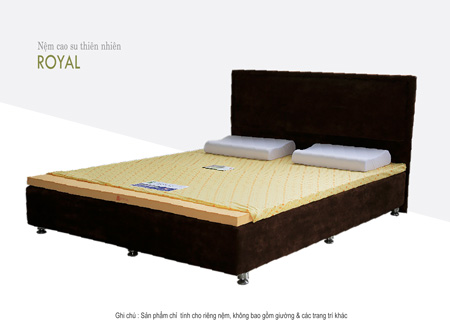 Nệm cao su thiên nhiên
ROYAL
Ghi chú : Sản phẩm chỉ tính cho riêng nệm, không bao gồm giường & các trang trí khác